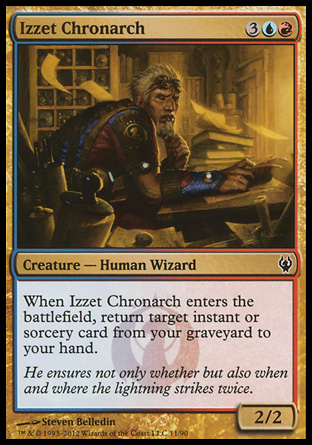 Izzet Chronarch 3
Creature — Human Wizard
When Izzet Chronarch enters the
battlefield, return target instant or
sorcery card from your graveyard to
your hand.
He ensures not only whether but also when
and where the lightning strikes twice.
Steven Belledin
2/2
™ & © 1993–2012 Wizards of the Coast LLC 11/90